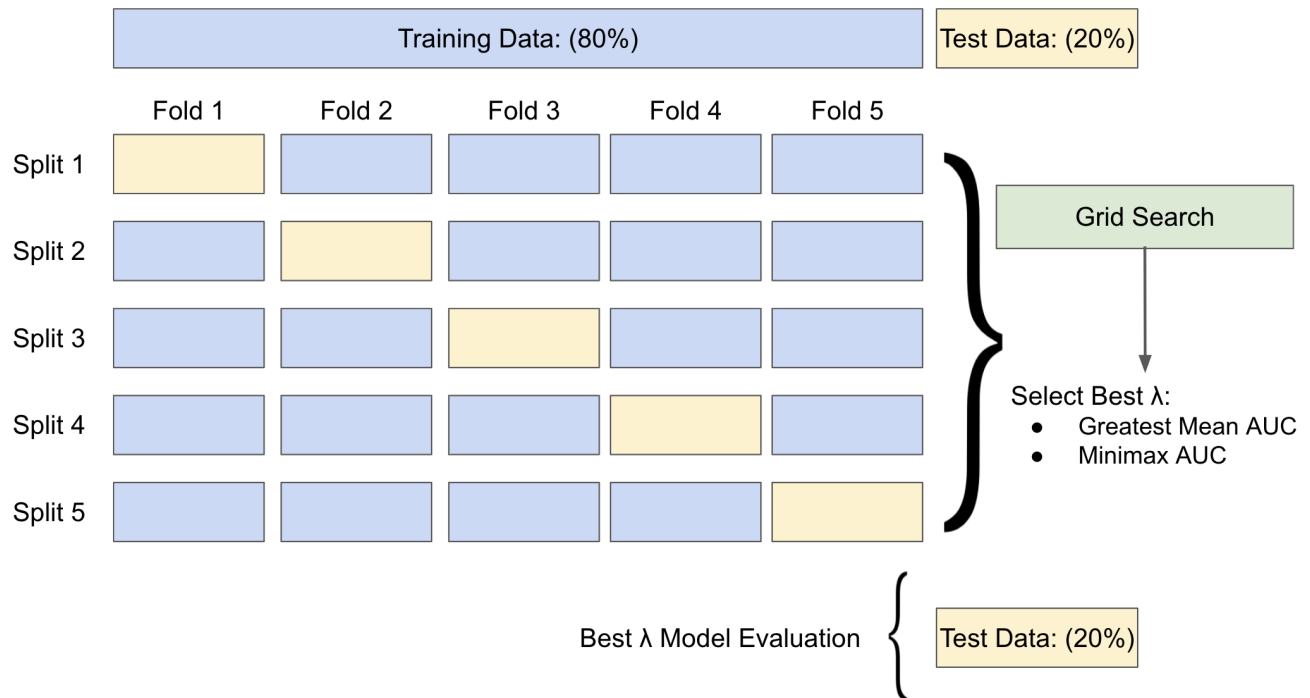 Training Data: (80%)
Test Data: (20%)
Fold 1
Fold 2
Fold 3
Fold 4
Fold 5
Split 1
Split 2
Split 3
Split 4
Split 5
Grid Search
Select Best λ:
● Greatest Mean AUC
● Minimax AUC
Best λ Model Evaluation
Test Data: (20%)